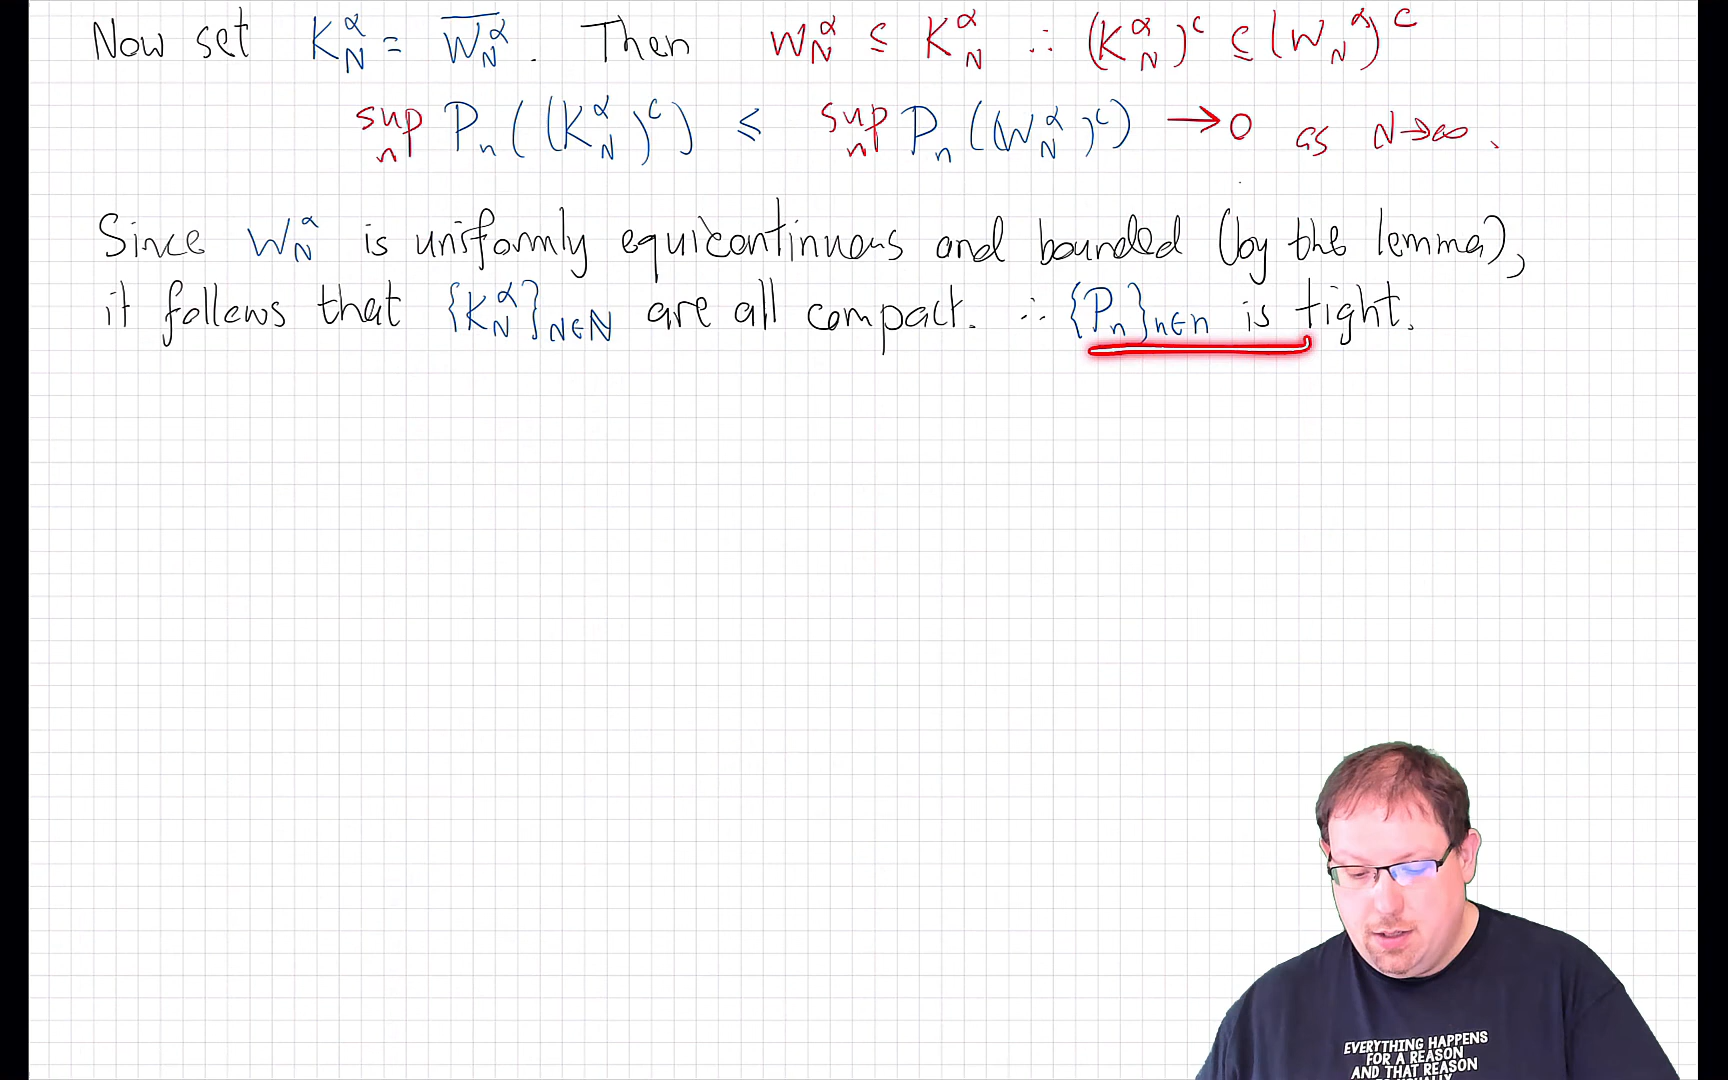 Now set K_N^α = \overline{W_N^α}. Then W_N^α ⊆ K_N^α ∴ (K_N^α)^c ⊆ (W_N^α)^c
sup_n P_n((K_N^α)^c) ≤ sup_n P_n((W_N^α)^c) → 0 as N→∞.
Since W_N^α is uniformly equicontinuous and bounded (by the lemma),
it follows that {K_N^α}_{N∈ℕ} are all compact. ∴ {P_n}_{n∈n} is tight.
EVERYTHING HAPPENS
FOR A REASON
AND THAT REASON